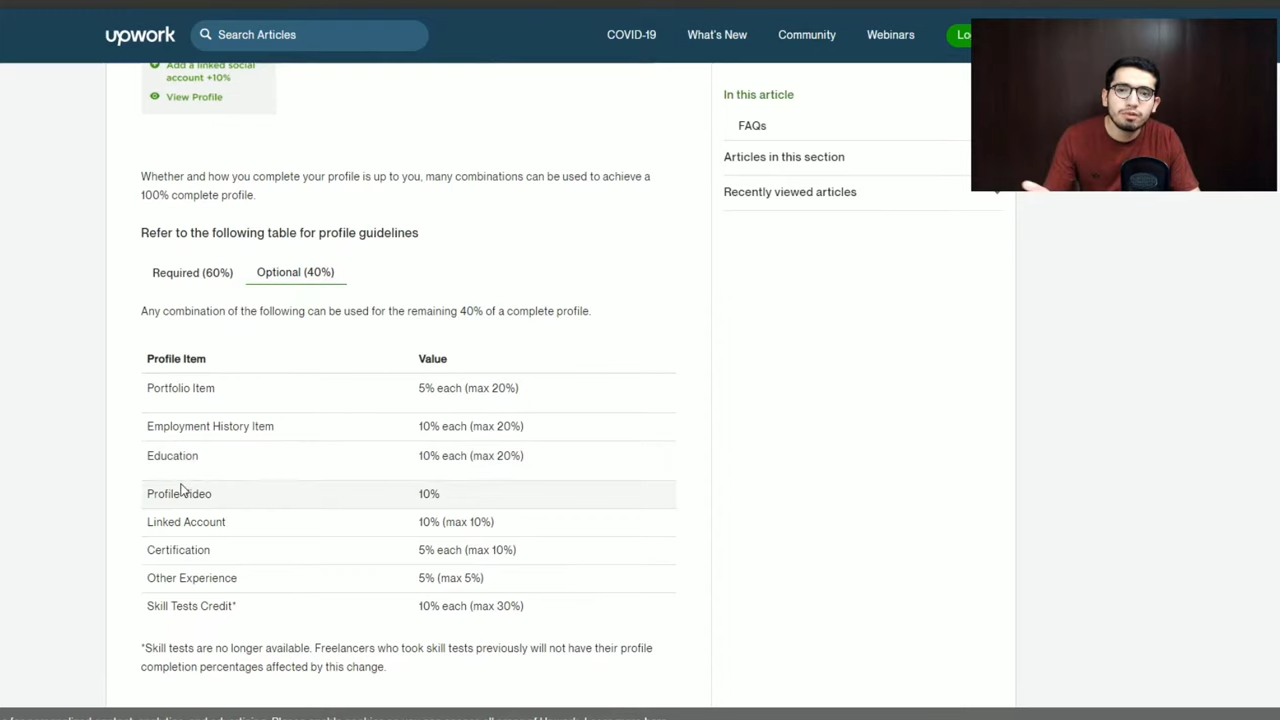 upwork
Search Articles
COVID-19
What's New
Community
Webinars
Add a linked social
account +10%
View Profile
In this article
FAQs
Articles in this section
Recently viewed articles
Whether and how you complete your profile is up to you, many combinations can be used to achieve a
100% complete profile.
Refer to the following table for profile guidelines
Required (60%)
Optional (40%)
Any combination of the following can be used for the remaining 40% of a complete profile.
Profile Item Value
Portfolio Item 5% each (max 20%)
Employment History Item 10% each (max 20%)
Education 10% each (max 20%)
Profile Video 10%
Linked Account 10% (max 10%)
Certification 5% each (max 10%)
Other Experience 5% (max 5%)
Skill Tests Credit* 10% each (max 30%)
*Skill tests are no longer available. Freelancers who took skill tests previously will not have their profile
completion percentages affected by this change.